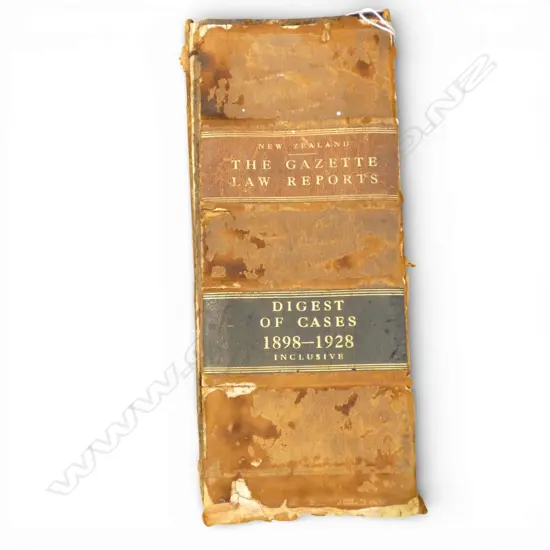 NEW ZEALAND
THE GAZETTE
LAW REPORTS
DIGEST
OF CASES
1898—1928
INCLUSIVE